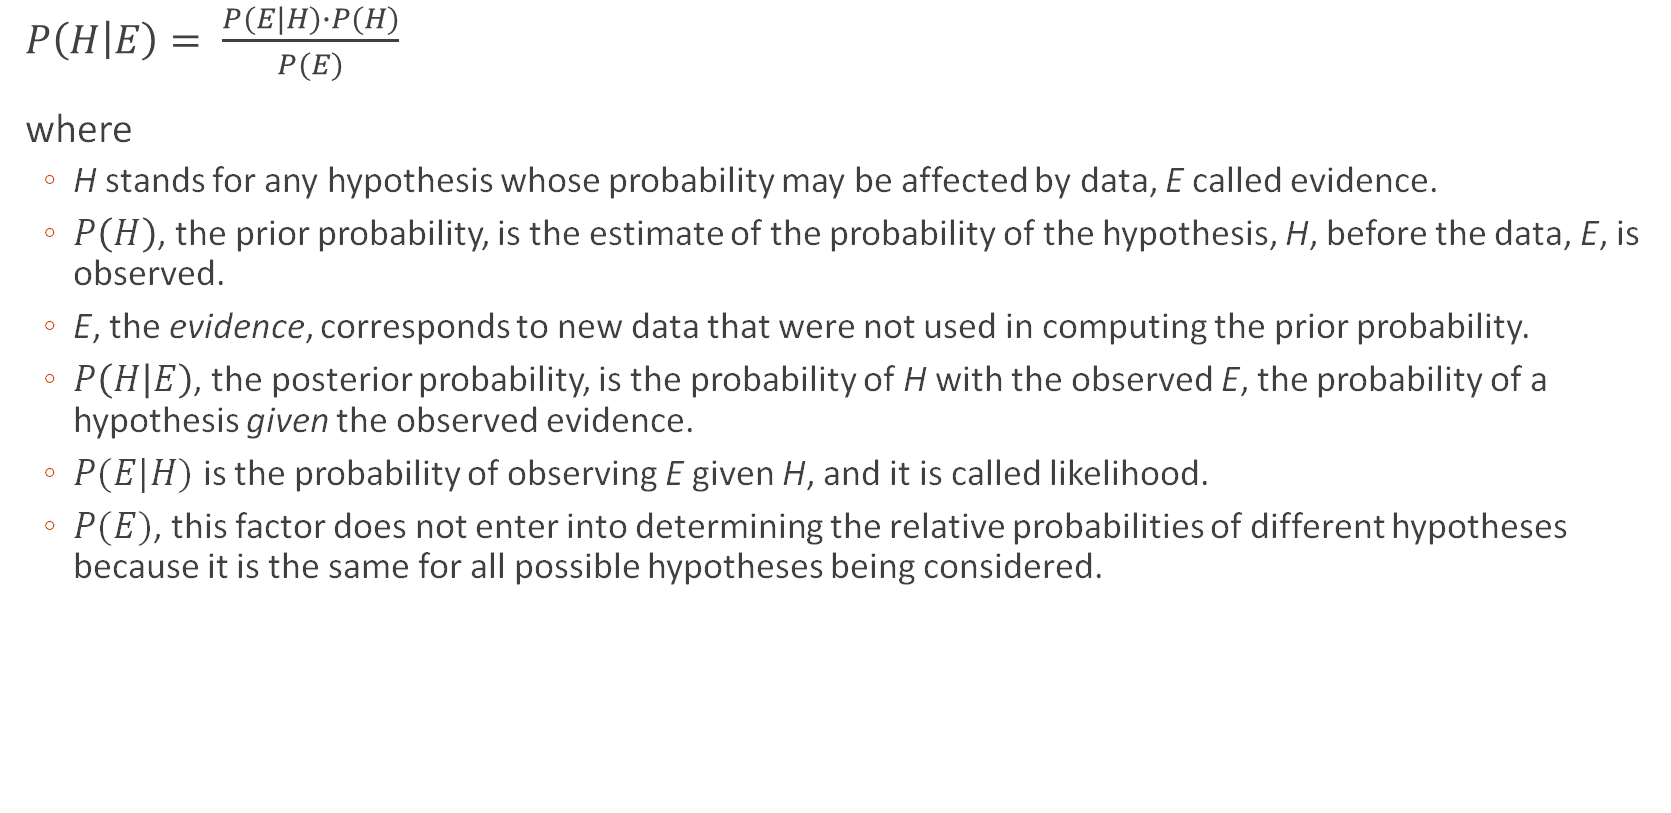 P(H|E) = P(E|H)·P(H) / P(E)
where
◦ H stands for any hypothesis whose probability may be affected by data, E called evidence.
◦ P(H), the prior probability, is the estimate of the probability of the hypothesis, H, before the data, E, is
observed.
◦ E, the evidence, corresponds to new data that were not used in computing the prior probability.
◦ P(H|E), the posterior probability, is the probability of H with the observed E, the probability of a
hypothesis given the observed evidence.
◦ P(E|H) is the probability of observing E given H, and it is called likelihood.
◦ P(E), this factor does not enter into determining the relative probabilities of different hypotheses
because it is the same for all possible hypotheses being considered.